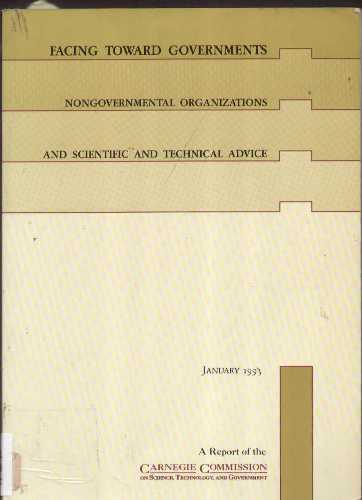 FACING TOWARD GOVERNMENTS
NONGOVERNMENTAL ORGANIZATIONS
AND SCIENTIFIC AND TECHNICAL ADVICE
JANUARY 1993
A Report of the
CARNEGIE COMMISSION
ON SCIENCE, TECHNOLOGY, AND GOVERNMENT